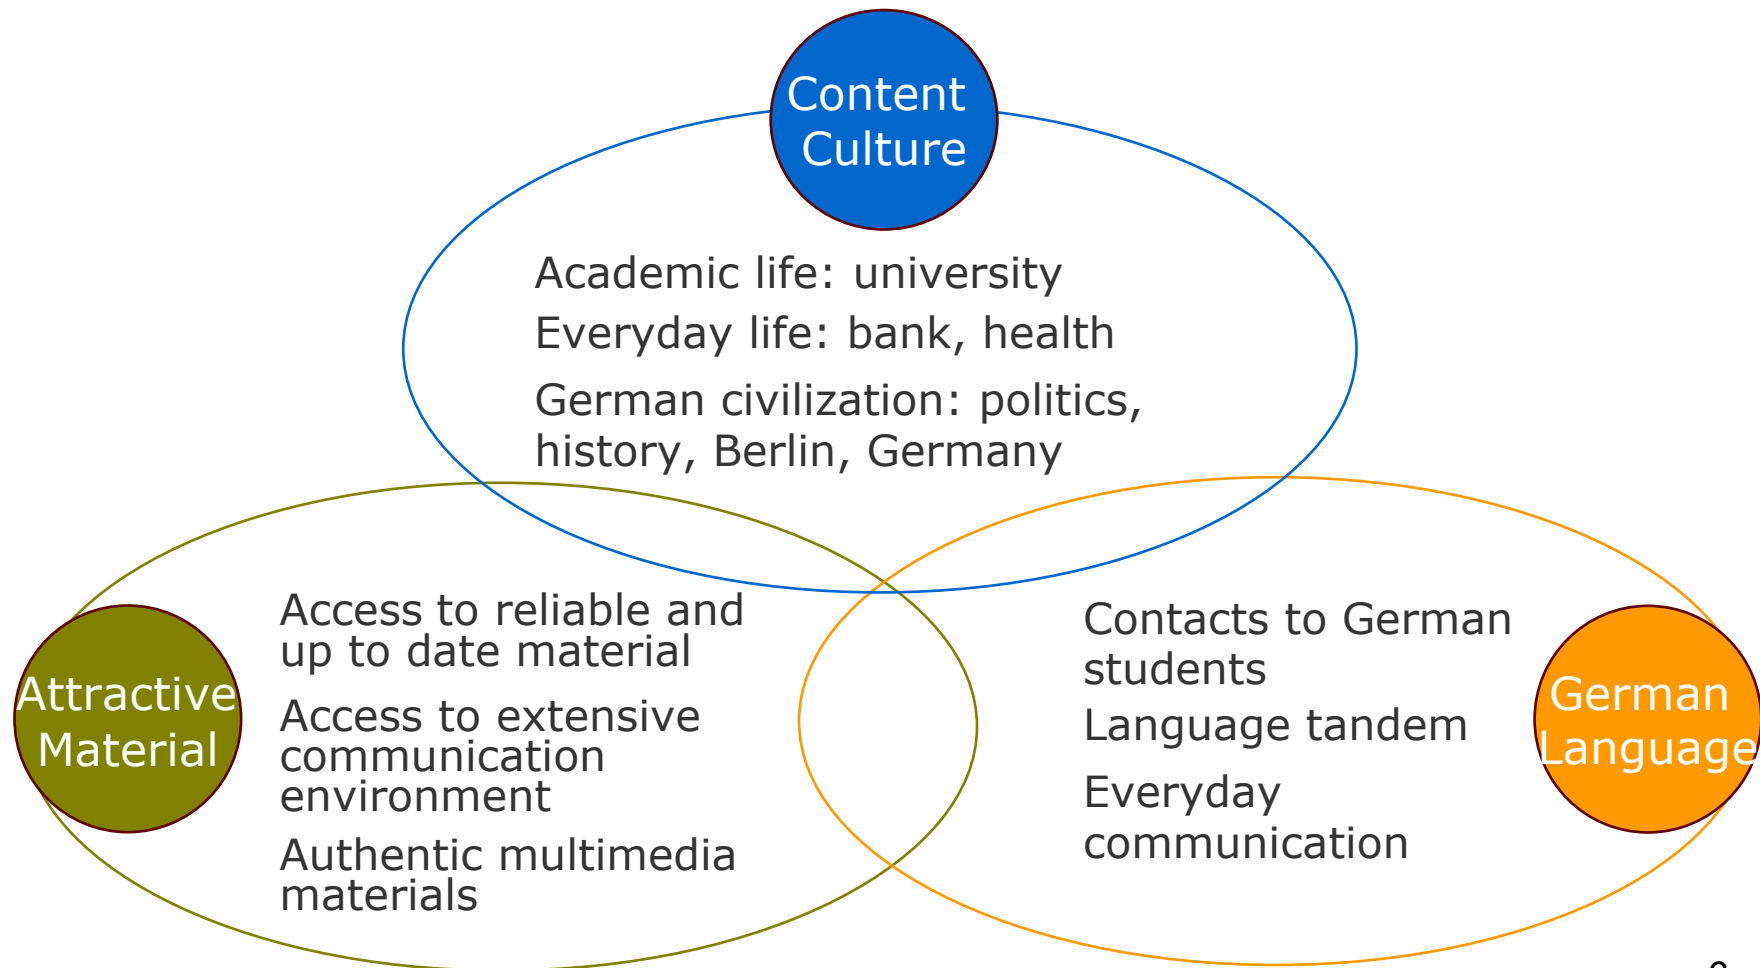 Content
Culture
Academic life: university
Everyday life: bank, health
German civilization: politics,
history, Berlin, Germany
Attractive
Material
Access to reliable and
up to date material
Access to extensive
communication
environment
Authentic multimedia
materials
Contacts to German
students
Language tandem
Everyday
communication
German
Language